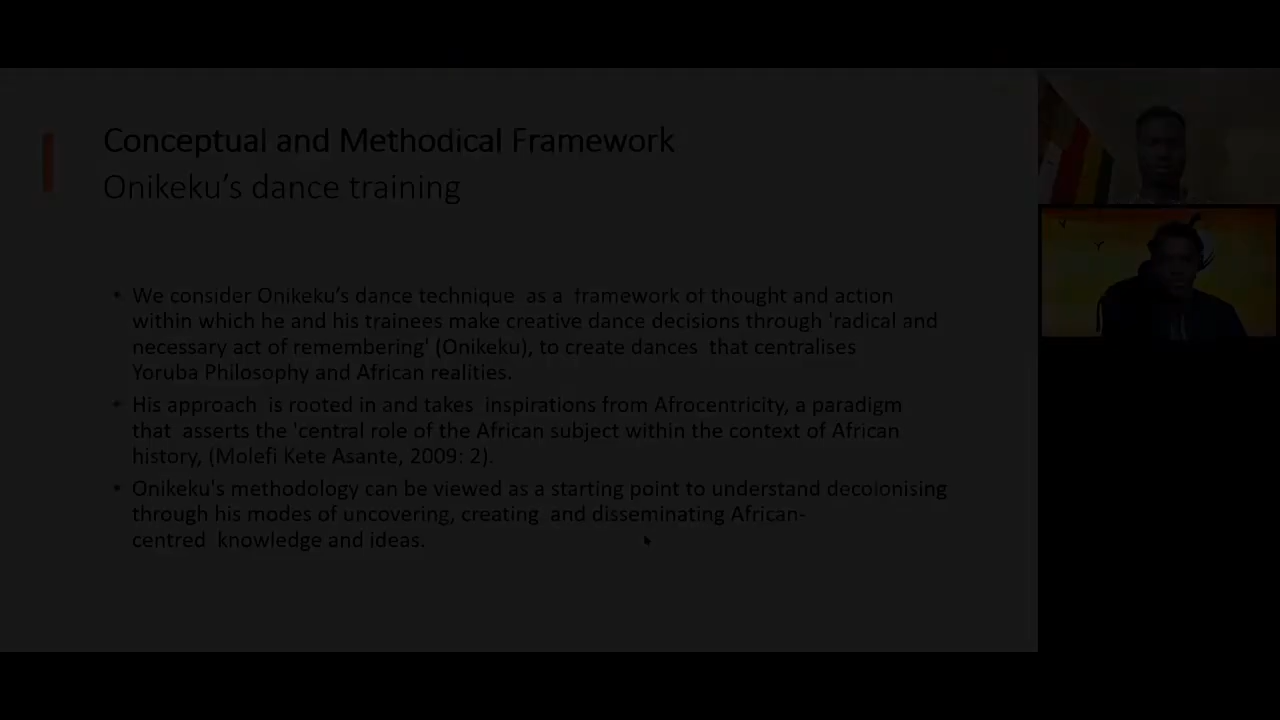 Conceptual and Methodical Framework
Onikeku’s dance training
• We consider Onikeku’s dance technique as a framework of thought and action
within which he and his trainees make creative dance decisions through 'radical and
necessary act of remembering' (Onikeku), to create dances that centralises
Yoruba Philosophy and African realities.
• His approach is rooted in and takes inspirations from Afrocentricity, a paradigm
that asserts the 'central role of the African subject within the context of African
history, (Molefi Kete Asante, 2009: 2).
• Onikeku's methodology can be viewed as a starting point to understand decolonising
through his modes of uncovering, creating and disseminating African-
centred knowledge and ideas.